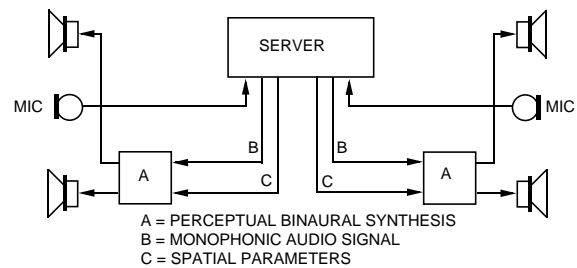 SERVER
MIC
MIC
B
B
A
C
C
A
A = PERCEPTUAL BINAURAL SYNTHESIS
B = MONOPHONIC AUDIO SIGNAL
C = SPATIAL PARAMETERS